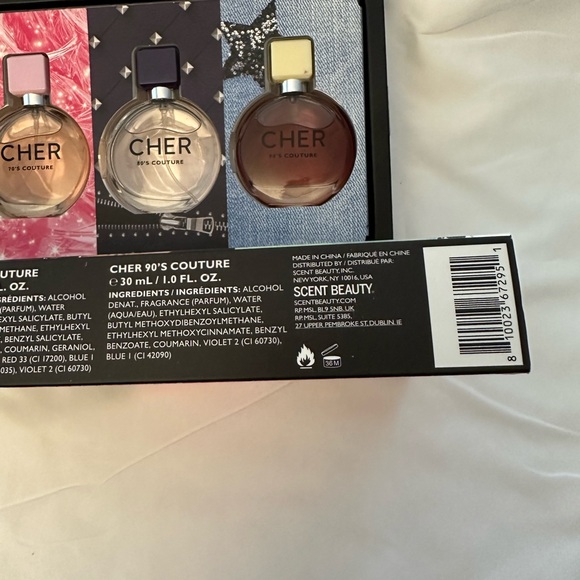 CHER
70'S COUTURE
CHER
80'S COUTURE
CHER
90'S COUTURE
UTURE
L. OZ.
GRÉDIENTS: ALCOHOL
(PARFUM), WATER
HEXYL SALICYLATE, BUTYL
METHANE, ETHYLHEXYL
E, BENZYL SALICYLATE,
, COUMARIN, GERANIOL,
RED 33 (CI 17200), BLUE 1
035), VIOLET 2 (CI 60730)
CHER 90'S COUTURE
℮ 30 mL / 1.0 FL. OZ.
INGREDIENTS / INGRÉDIENTS: ALCOHOL
DENAT., FRAGRANCE (PARFUM), WATER
(AQUA/EAU), ETHYLHEXYL SALICYLATE,
BUTYL METHOXYDIBENZOYLMETHANE,
ETHYLHEXYL METHOXYCINNAMATE, BENZYL
BENZOATE, COUMARIN, VIOLET 2 (CI 60730),
BLUE 1 (CI 42090)
MADE IN CHINA / FABRIQUÉ EN CHINE
DISTRIBUTED BY / DISTRIBUÉ PAR
SCENT BEAUTY, INC.
NEW YORK, NY 10016, USA
SCENT BEAUTY
SCENTBEAUTY.COM
RP. MSL, BL9 5NB. UK
RP. MSL, SUITE 5385,
27 UPPER PEMBROKE ST, DUBLIN. IE
36 M
8 10023 67295 1